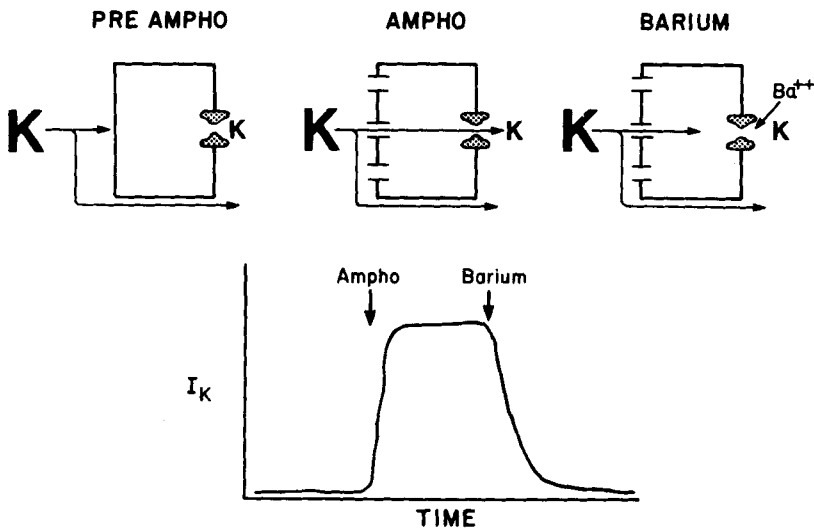 PRE AMPHO AMPHO BARIUM
K K K K K K Ba++
Ampho Barium
IK
TIME